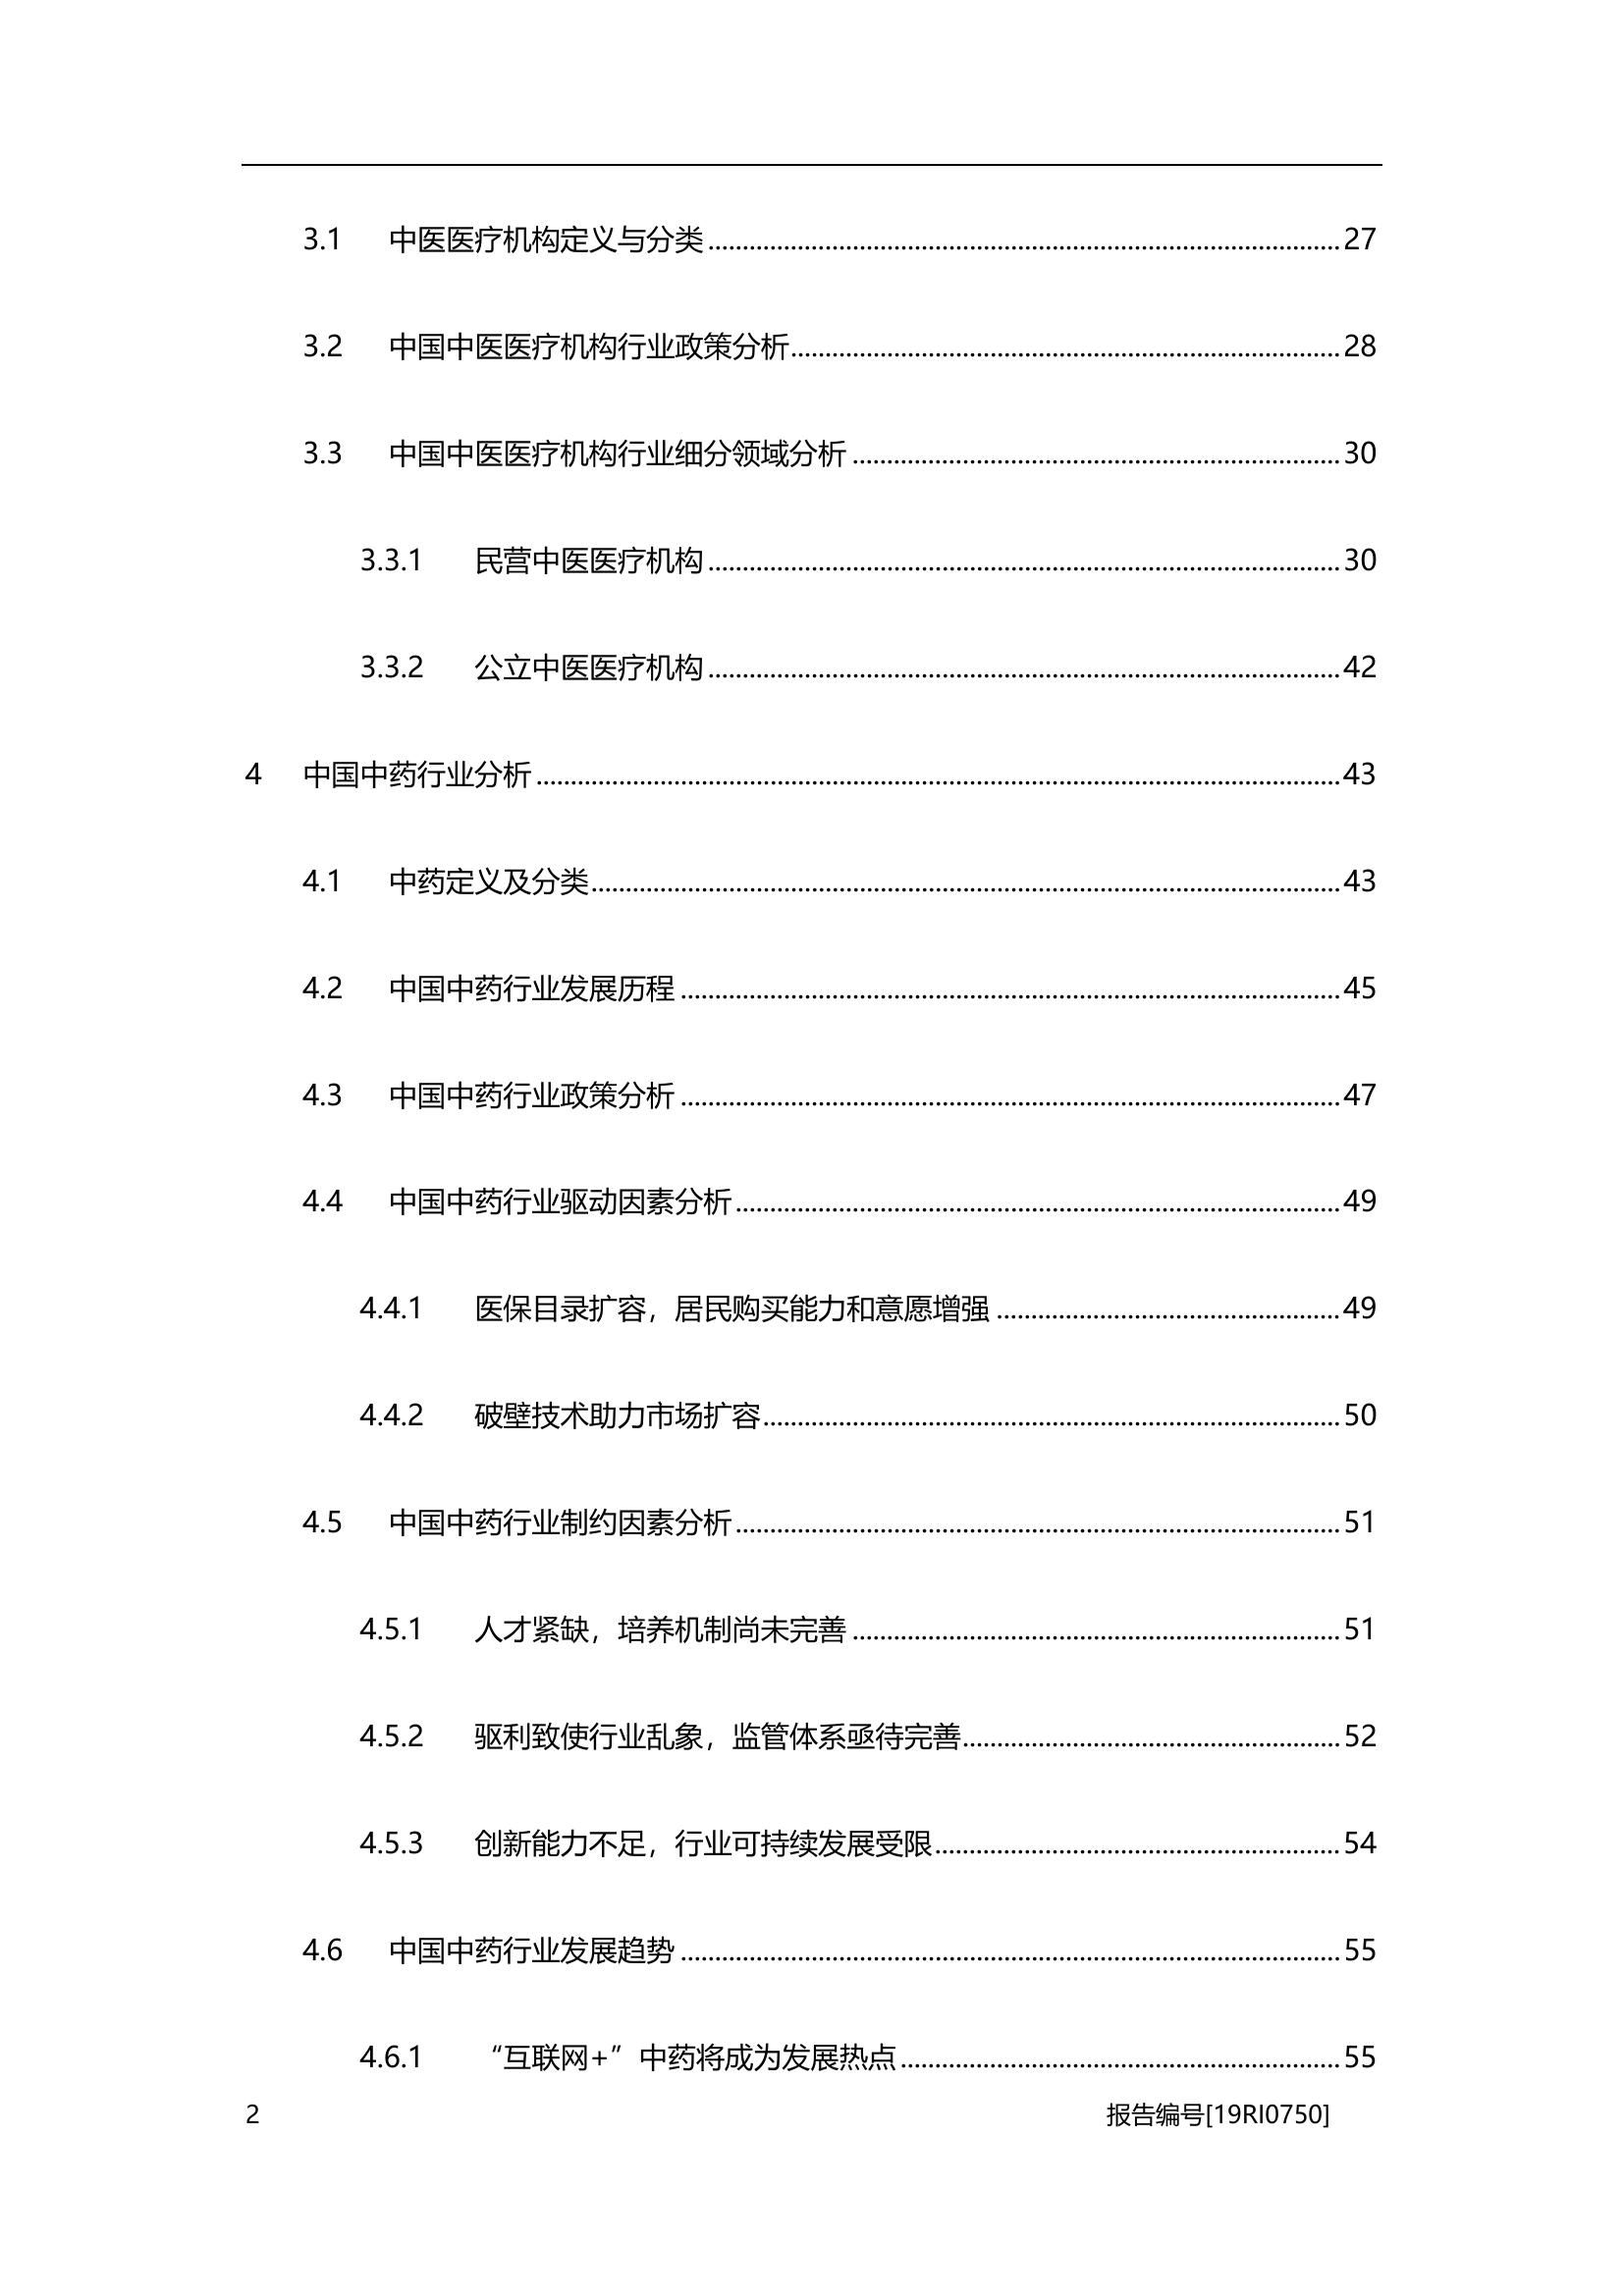 3.1 中医医疗机构定义与分类 27
3.2 中国中医医疗机构行业政策分析 28
3.3 中国中医医疗机构行业细分领域分析 30
3.3.1 民营中医医疗机构 30
3.3.2 公立中医医疗机构 42
4 中国中药行业分析 43
4.1 中药定义及分类 43
4.2 中国中药行业发展历程 45
4.3 中国中药行业政策分析 47
4.4 中国中药行业驱动因素分析 49
4.4.1 医保目录扩容，居民购买能力和意愿增强 49
4.4.2 破壁技术助力市场扩容 50
4.5 中国中药行业制约因素分析 51
4.5.1 人才紧缺，培养机制尚未完善 51
4.5.2 驱利致使行业乱象，监管体系亟待完善 52
4.5.3 创新能力不足，行业可持续发展受限 54
4.6 中国中药行业发展趋势 55
4.6.1 “互联网+”中药将成为发展热点 55
2 报告编号[19RI0750]